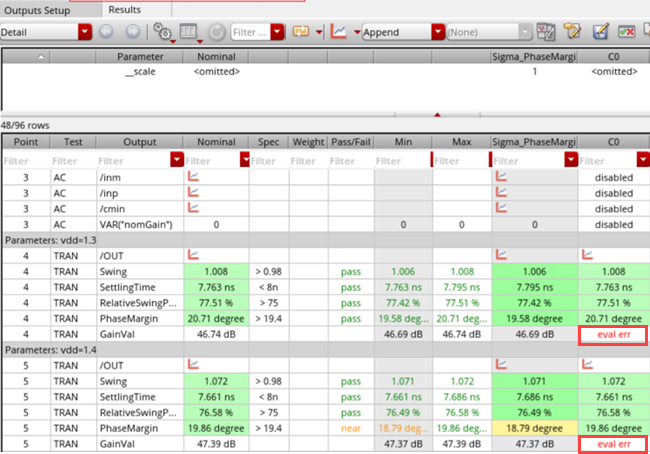 Outputs Setup Results
Detail Filter ... Append (None)
Parameter Nominal Sigma_PhaseMargi C0
__scale <omitted> 1 <omitted>
48/96 rows
Point Test Output Nominal Spec Weight Pass/Fail Min Max Sigma_PhaseMargi C0
Filter Filter Filter Filter Filter Filter Filter Filter Filter Filter Filter
3 AC /inm disabled
3 AC /inp disabled
3 AC /cmin disabled
3 AC VAR("nomGain") 0 0 0 0 disabled
Parameters: vdd=1.3
4 TRAN /OUT
4 TRAN Swing 1.008 > 0.98 pass 1.006 1.008 1.006 1.008
4 TRAN SettlingTime 7.763 ns < 8n pass 7.763 ns 7.795 ns 7.795 ns 7.763 ns
4 TRAN RelativeSwingP... 77.51 % > 75 pass 77.42 % 77.51 % 77.42 % 77.51 %
4 TRAN PhaseMargin 20.71 degree > 19.4 pass 19.58 deg... 20.71 deg... 19.58 degree 20.71 degree
4 TRAN GainVal 46.74 dB 46.69 dB 46.74 dB 46.69 dB eval err
Parameters: vdd=1.4
5 TRAN /OUT
5 TRAN Swing 1.072 > 0.98 pass 1.071 1.072 1.071 1.072
5 TRAN SettlingTime 7.661 ns < 8n pass 7.661 ns 7.686 ns 7.686 ns 7.661 ns
5 TRAN RelativeSwingP... 76.58 % > 75 pass 76.49 % 76.58 % 76.49 % 76.58 %
5 TRAN PhaseMargin 19.86 degree > 19.4 near 18.79 deg... 19.86 deg... 18.79 degree 19.86 degree
5 TRAN GainVal 47.39 dB 47.37 dB 47.39 dB 47.37 dB eval err